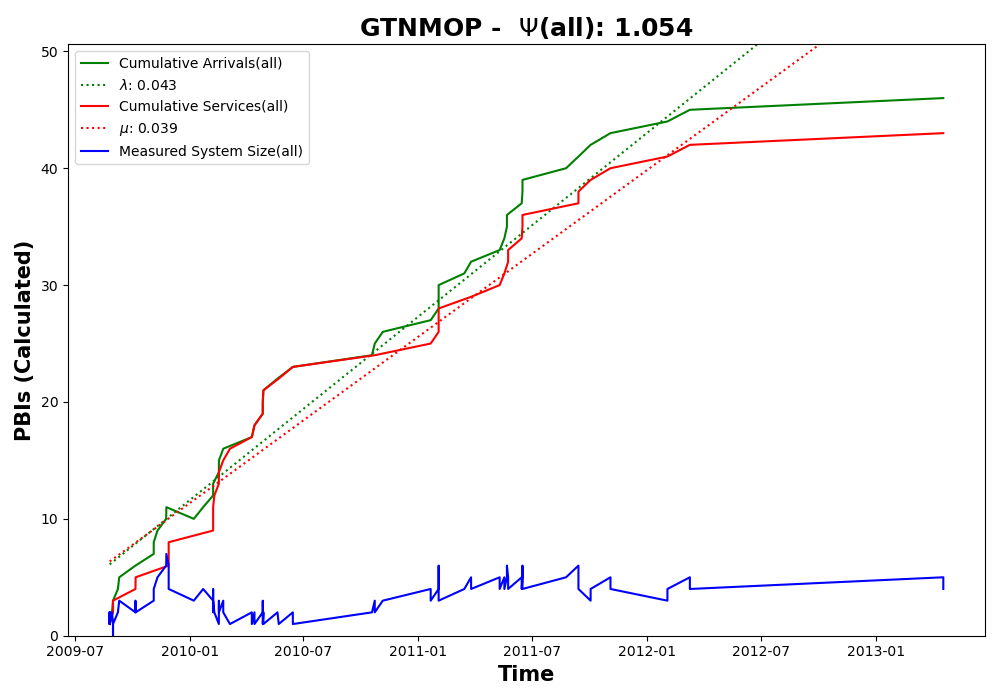 GTNMOP - Ψ(all): 1.054
Cumulative Arrivals(all)
λ: 0.043
Cumulative Services(all)
μ: 0.039
Measured System Size(all)
PBIs (Calculated)
50
40
30
20
10
0
2009-07 2010-01 2010-07 2011-01 2011-07 2012-01 2012-07 2013-01
Time